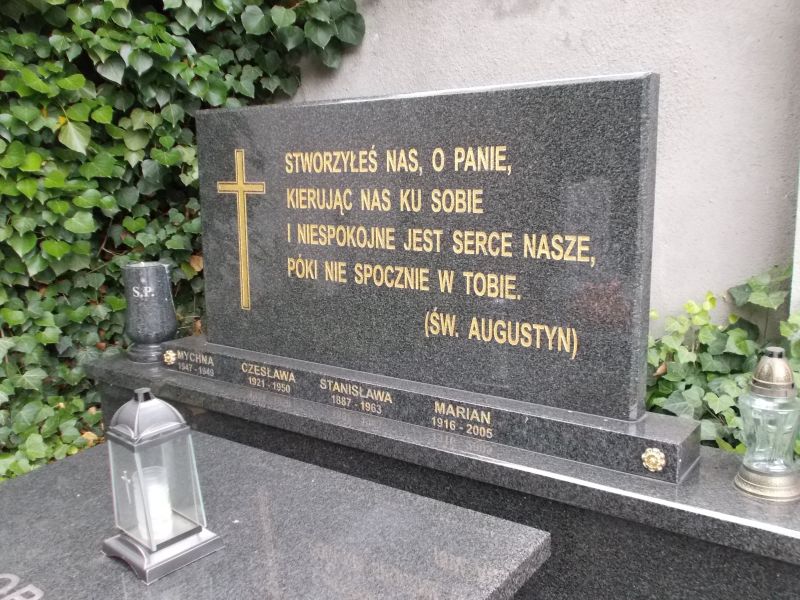 STWORZYŁEŚ NAS, O PANIE,
KIERUJĄC NAS KU SOBIE
I NIESPOKOJNE JEST SERCE NASZE,
PÓKI NIE SPOCZNIE W TOBIE.
(ŚW. AUGUSTYN)
S.P.
MYCHNA
1947 - 1949
CZESŁAWA
1921 - 1950
STANISŁAWA
1887 - 1963
MARIAN
1916 - 2005